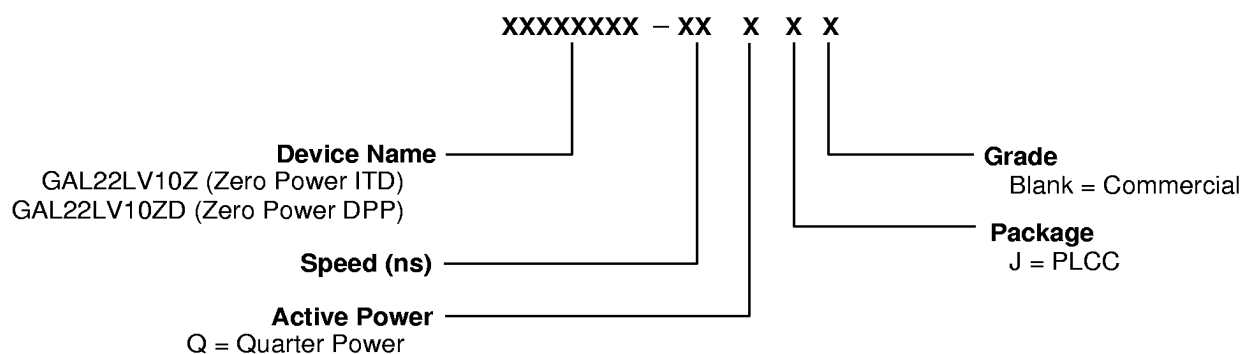 XXXXXXXX – XX X X X
Device Name
GAL22LV10Z (Zero Power ITD)
GAL22LV10ZD (Zero Power DPP)
Speed (ns)
Active Power
Q = Quarter Power
Grade
Blank = Commercial
Package
J = PLCC